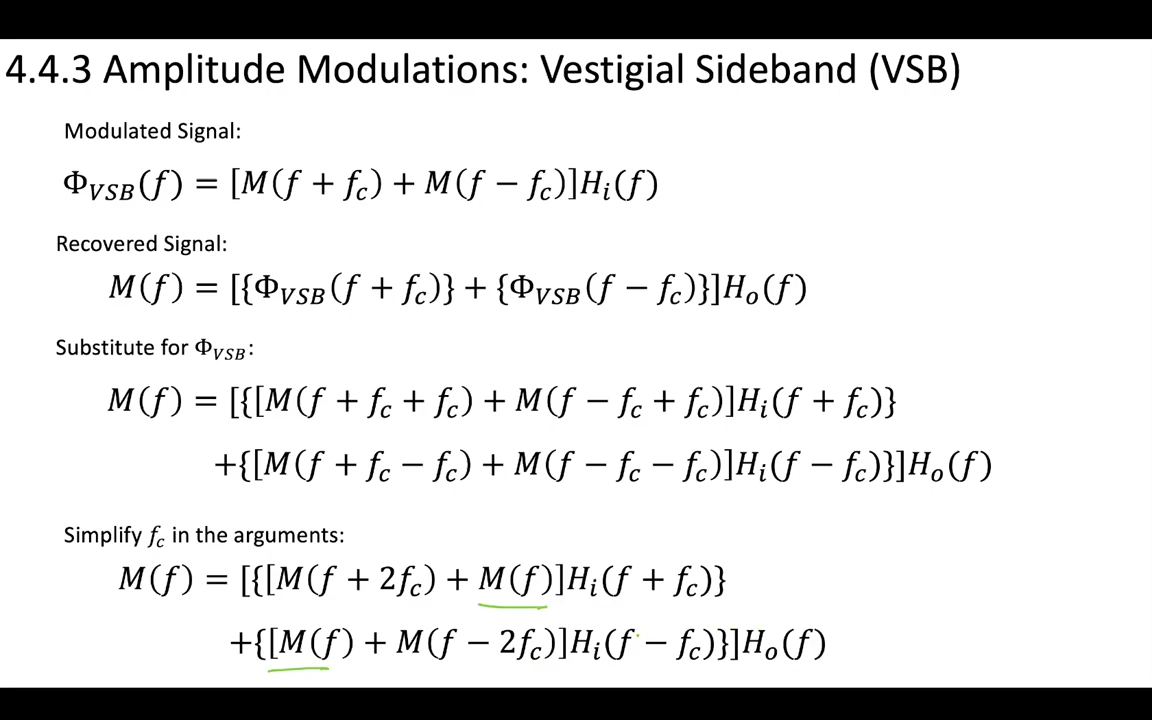 4.4.3 Amplitude Modulations: Vestigial Sideband (VSB)
Modulated Signal:
Φ_VSB(f) = [M(f + f_c) + M(f − f_c)]H_i(f)
Recovered Signal:
M(f) = [{Φ_VSB(f + f_c)} + {Φ_VSB(f − f_c)}]H_o(f)
Substitute for Φ_VSB:
M(f) = [{[M(f + f_c + f_c) + M(f − f_c + f_c)]H_i(f + f_c)}
+{[M(f + f_c − f_c) + M(f − f_c − f_c)]H_i(f − f_c)}]H_o(f)
Simplify f_c in the arguments:
M(f) = [{[M(f + 2f_c) + M(f)]H_i(f + f_c)}
+{[M(f) + M(f − 2f_c)]H_i(f − f_c)}]H_o(f)